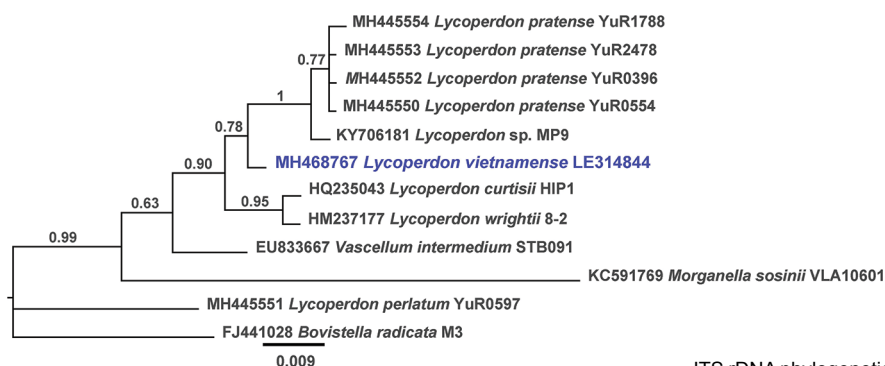 MH445554 Lycoperdon pratense YuR1788
MH445553 Lycoperdon pratense YuR2478
0.77
MH445552 Lycoperdon pratense YuR0396
1
MH445550 Lycoperdon pratense YuR0554
0.78
KY706181 Lycoperdon sp. MP9
0.90
MH468767 Lycoperdon vietnamense LE314844
HQ235043 Lycoperdon curtisii HIP1
0.63
0.95
HM237177 Lycoperdon wrightii 8-2
0.99
EU833667 Vascellum intermedium STB091
KC591769 Morganella sosinii VLA10601
MH445551 Lycoperdon perlatum YuR0597
FJ441028 Bovistella radicata M3
0.009